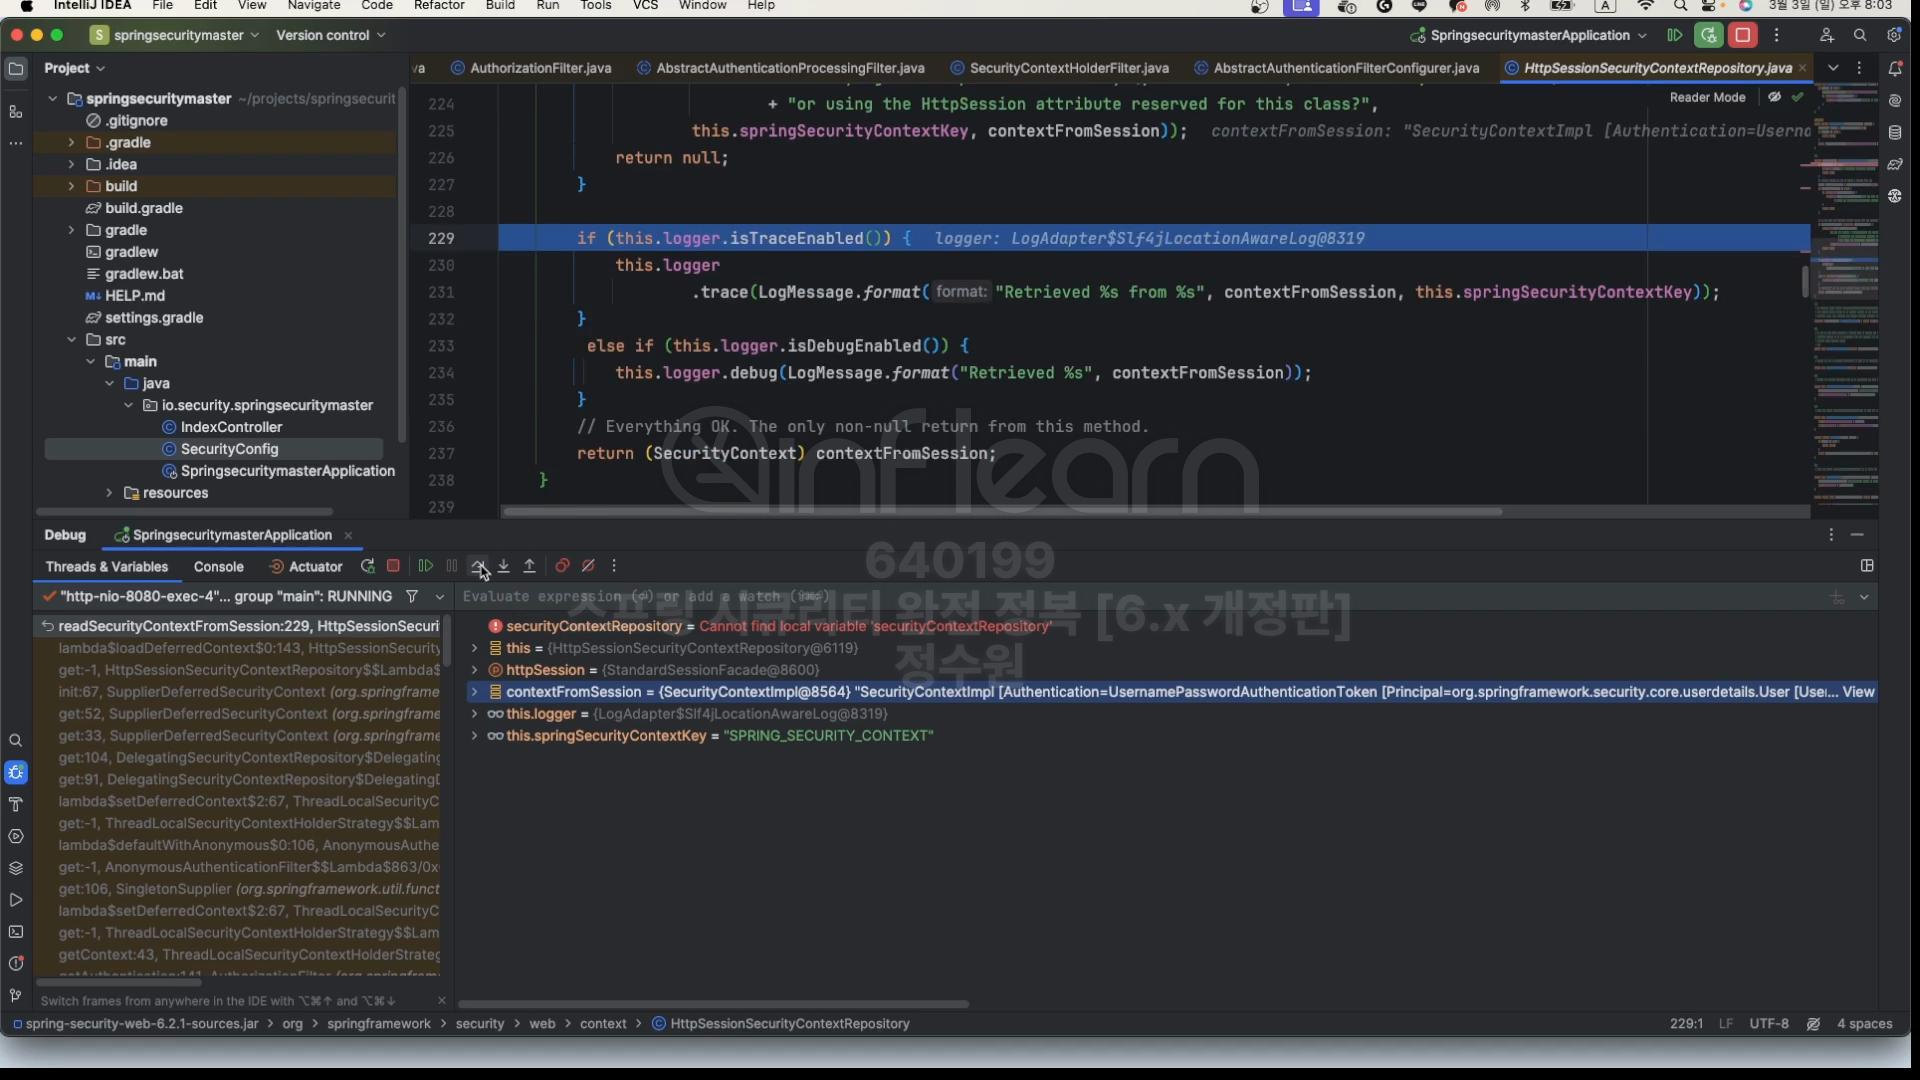 IntelliJ IDEA File Edit View Navigate Code Refactor Build Run Tools VCS Window Help A 3월 3일 (일) 오후 8:03
S springsecuritymaster Version control SpringsecuritymasterApplication
Project
va AuthorizationFilter.java AbstractAuthenticationProcessingFilter.java SecurityContextHolderFilter.java AbstractAuthenticationFilterConfigurer.java HttpSessionSecurityContextRepository.java
Reader Mode
springsecuritymaster ~/projects/springsecurit
.gitignore
.gradle
.idea
build
build.gradle
gradle
gradlew
gradlew.bat
M↓ HELP.md
settings.gradle
src
main
java
io.security.springsecuritymaster
IndexController
SecurityConfig
SpringsecuritymasterApplication
resources
224 + "or using the HttpSession attribute reserved for this class?",
225 this.springSecurityContextKey, contextFromSession)); contextFromSession: "SecurityContextImpl [Authentication=Userna
226 return null;
227 }
228
229 if (this.logger.isTraceEnabled()) { logger: LogAdapter$Slf4jLocationAwareLog@8319
230 this.logger
231 .trace(LogMessage.format( format: "Retrieved %s from %s", contextFromSession, this.springSecurityContextKey));
232 }
233 else if (this.logger.isDebugEnabled()) {
234 this.logger.debug(LogMessage.format("Retrieved %s", contextFromSession));
235 }
236 // Everything OK. The only non-null return from this method.
237 return (SecurityContext) contextFromSession;
238 }
239
inflearn
640199
스프링 시큐리티 완전 정복 [6.x 개정판]
정수원
Debug SpringsecuritymasterApplication
Threads & Variables Console Actuator
"http-nio-8080-exec-4"... group "main": RUNNING
Evaluate expression (⏎) or add a watch (⇧⌘⏎)
readSecurityContextFromSession:229, HttpSessionSecuri
lambda$loadDeferredContext$0:143, HttpSessionSecurity
get:-1, HttpSessionSecurityContextRepository$$Lambda$
init:67, SupplierDeferredSecurityContext (org.springframe
get:52, SupplierDeferredSecurityContext (org.springframe
get:33, SupplierDeferredSecurityContext (org.springframe
get:104, DelegatingSecurityContextRepository$Delegating
get:91, DelegatingSecurityContextRepository$DelegatingD
lambda$setDeferredContext$2:67, ThreadLocalSecurityC
get:-1, ThreadLocalSecurityContextHolderStrategy$$Lam
lambda$defaultWithAnonymous$0:106, AnonymousAuthe
get:-1, AnonymousAuthenticationFilter$$Lambda$863/0x
get:106, SingletonSupplier (org.springframework.util.funct
lambda$setDeferredContext$2:67, ThreadLocalSecurityC
get:-1, ThreadLocalSecurityContextHolderStrategy$$Lam
getContext:43, ThreadLocalSecurityContextHolderStrateg
getAuthentication:141, AuthorizationFilter (org.springfram
securityContextRepository = Cannot find local variable 'securityContextRepository'
this = {HttpSessionSecurityContextRepository@6119}
httpSession = {StandardSessionFacade@8600}
contextFromSession = {SecurityContextImpl@8564} "SecurityContextImpl [Authentication=UsernamePasswordAuthenticationToken [Principal=org.springframework.security.core.userdetails.User [Use... View
this.logger = {LogAdapter$Slf4jLocationAwareLog@8319}
this.springSecurityContextKey = "SPRING_SECURITY_CONTEXT"
Switch frames from anywhere in the IDE with ⌥⌘↑ and ⌥⌘↓
spring-security-web-6.2.1-sources.jar > org > springframework > security > web > context > HttpSessionSecurityContextRepository 229:1 LF UTF-8 4 spaces